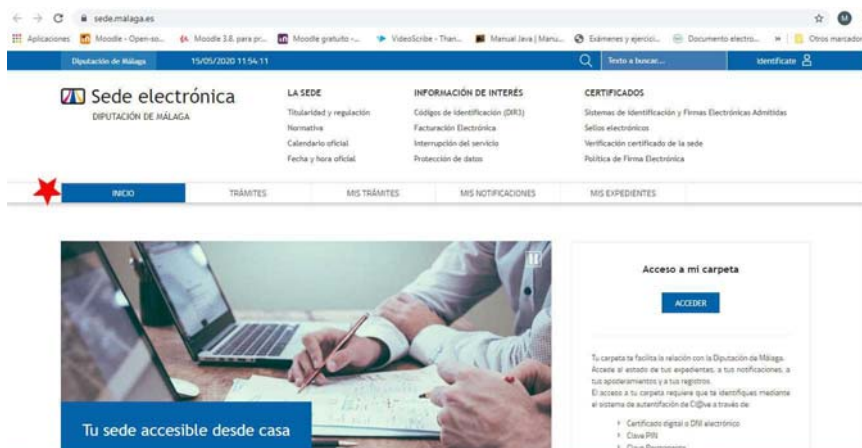 sede.malaga.es
M
Aplicaciones
Moodle - Open-so...
Moodle 3.8. para pr...
Moodle gratuito -...
VideoScribe - Than...
Manual Java | Manu...
Exámenes y ejercici...
Documento electro...
»
Otros marcador
Diputación de Málaga
15/05/2020 11:54:11
Texto a buscar...
Identifícate
Sede electrónica
DIPUTACIÓN DE MÁLAGA
LA SEDE
Titularidad y regulación
Normativa
Calendario oficial
Fecha y hora oficial
INFORMACIÓN DE INTERÉS
Códigos de Identificación (DIR3)
Facturación Electrónica
Interrupción del servicio
Protección de datos
CERTIFICADOS
Sistemas de Identificación y Firmas Electrónicas Admitidas
Sellos electrónicos
Verificación certificado de la sede
Política de Firma Electrónica
INICIO
TRÁMITES
MIS TRÁMITES
MIS NOTIFICACIONES
MIS EXPEDIENTES
Tu sede accesible desde casa
Acceso a mi carpeta
ACCEDER
Tu carpeta te facilita la relación con la Diputación de Málaga.
Accede al estado de tus expedientes, a tus notificaciones, a
tus apoderamientos y a tus registros.
El acceso a tu carpeta requiere que te identifiques mediante
el sistema de autentificación de Cl@ve a través de:
Certificado digital o DNI electrónico
Clave PIN
Clave Permanente